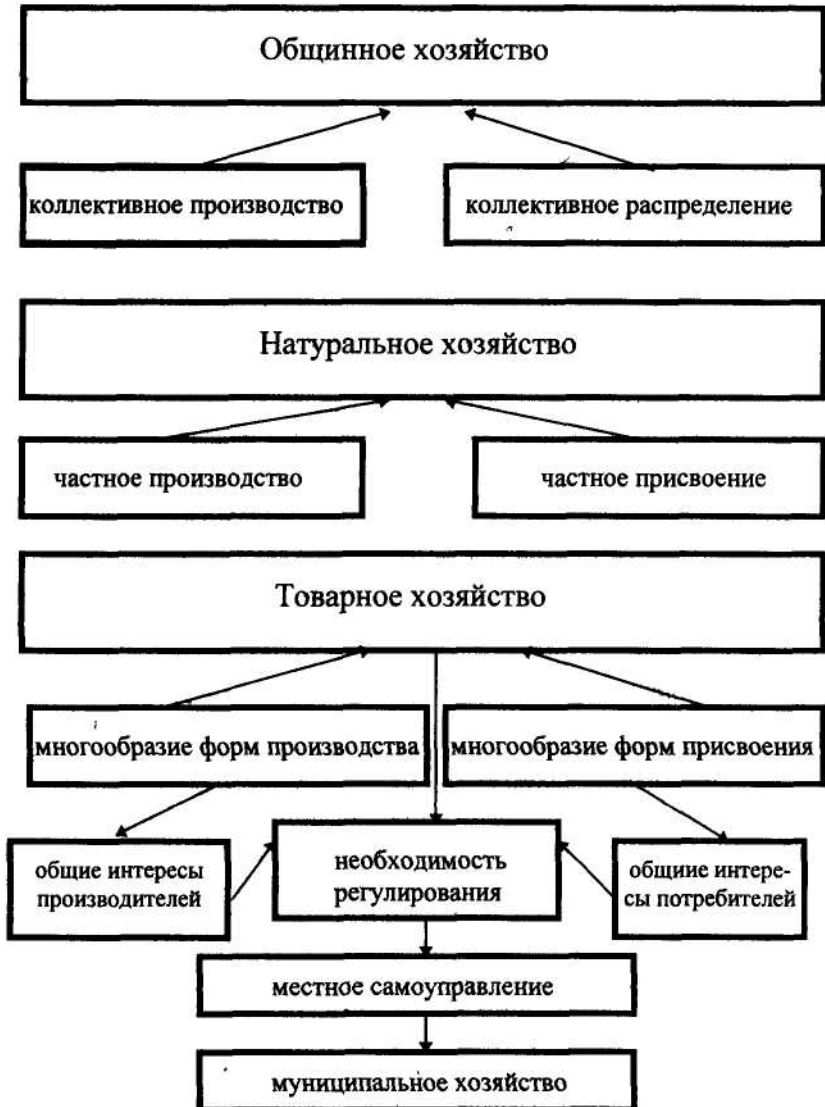 Общинное хозяйство
коллективное производство
коллективное распределение
Натуральное хозяйство
частное производство
частное присвоение
Товарное хозяйство
многообразие форм производства
многообразие форм присвоения
общие интересы
производителей
необходимость
регулирования
общиие интере-
сы потребителей
местное самоуправление
муниципальное хозяйство